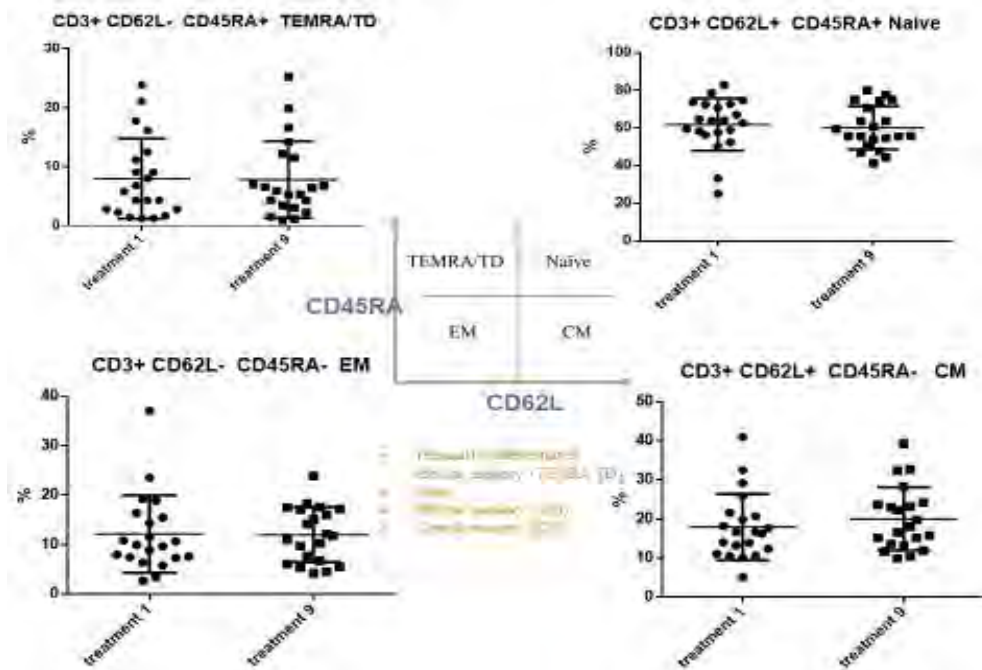 CD3+ CD62L- CD45RA+ TEMRA/TD
30
20
10
0
%
treatment 1
treatment 9
CD3+ CD62L+ CD45RA+ Naive
100
80
60
40
20
0
%
treatment 1
treatment 9
TEMRA/TD
Naive
EM
CM
CD45RA
CD62L
CD3+ CD62L- CD45RA- EM
40
30
20
10
0
%
treatment 1
treatment 9
CD3+ CD62L+ CD45RA- CM
50
40
30
20
10
0
%
treatment 1
treatment 9